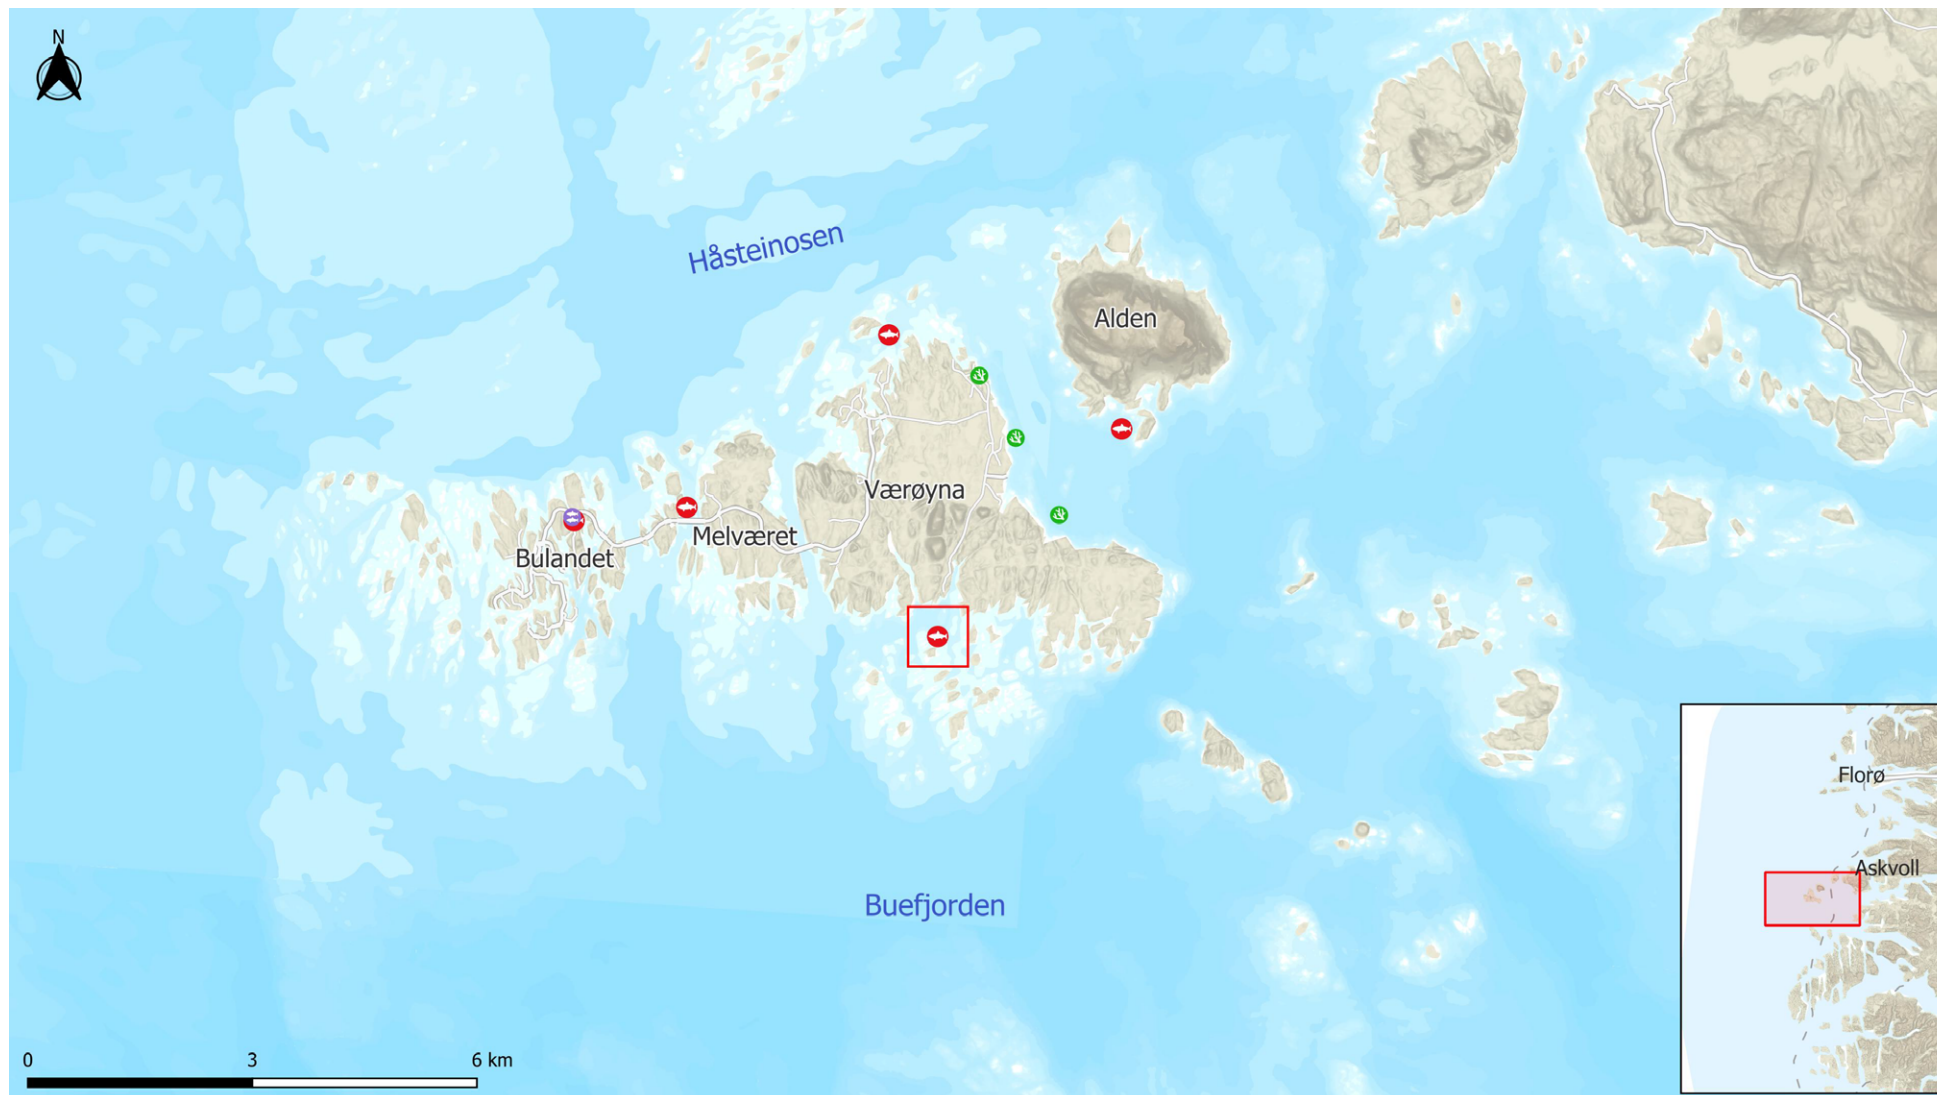 N
Håsteinosen
Alden
Værøyna
Melværet
Bulandet
Florø
Askvoll
Buefjorden
0 3 6 km